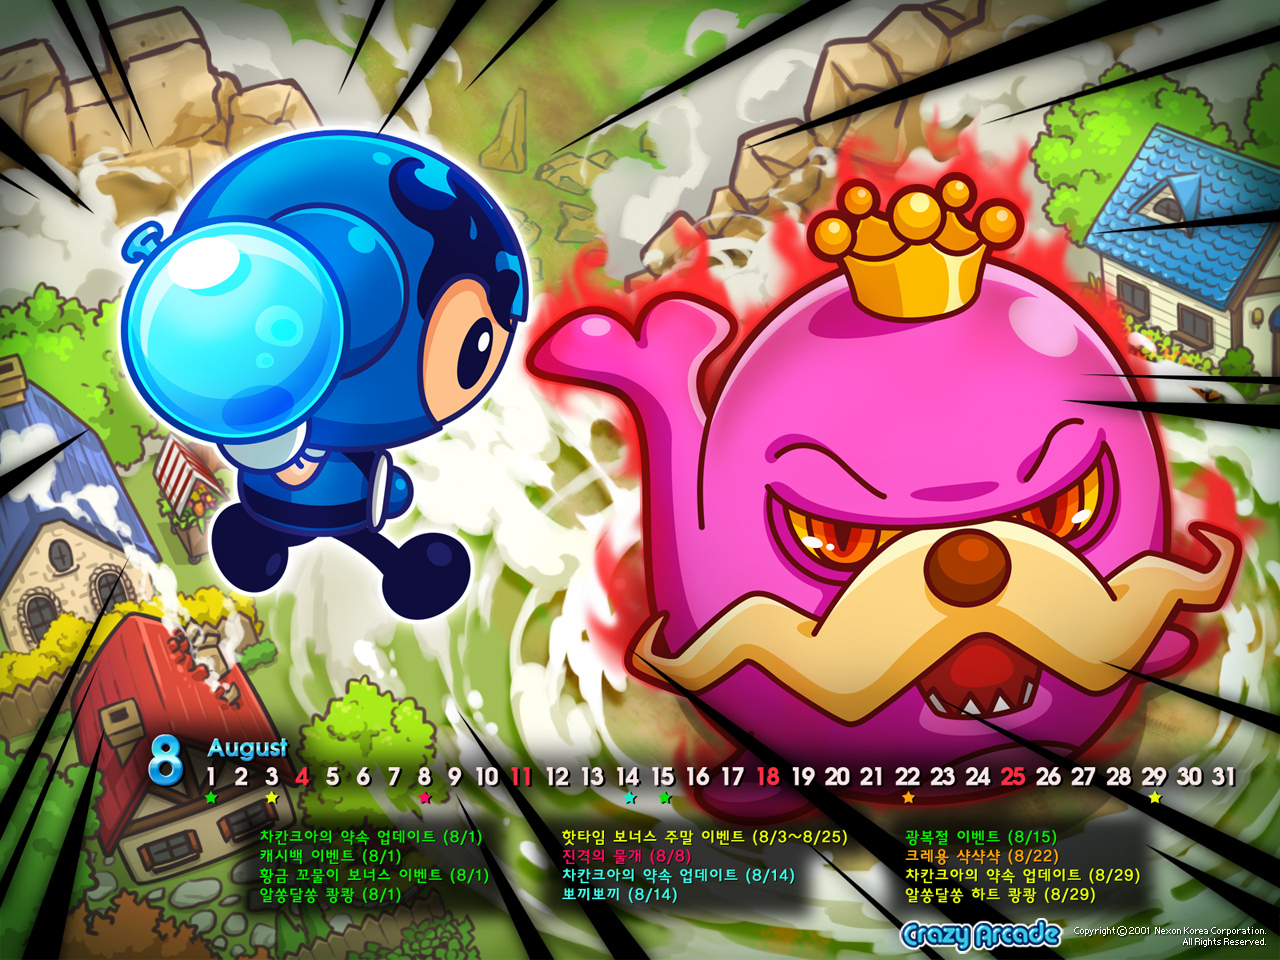 8 August
1 2 3 4 5 6 7 8 9 10 11 12 13 14 15 16 17 18 19 20 21 22 23 24 25 26 27 28 29 30 31
차칸크아의 약속 업데이트 (8/1)
캐시백 이벤트 (8/1)
황금 꼬물이 보너스 이벤트 (8/1)
알쏭달쏭 쾅쾅 (8/1)
핫타임 보너스 주말 이벤트 (8/3~8/25)
진격의 물개 (8/8)
차칸크아의 약속 업데이트 (8/14)
뽀끼뽀끼 (8/14)
광복절 이벤트 (8/15)
크레용 샥샥샥 (8/22)
차칸크아의 약속 업데이트 (8/29)
알쏭달쏭 하트 쾅쾅 (8/29)
Crazy Arcade
Copyright © 2001 Nexon Korea Corporation.
All Rights Reserved.